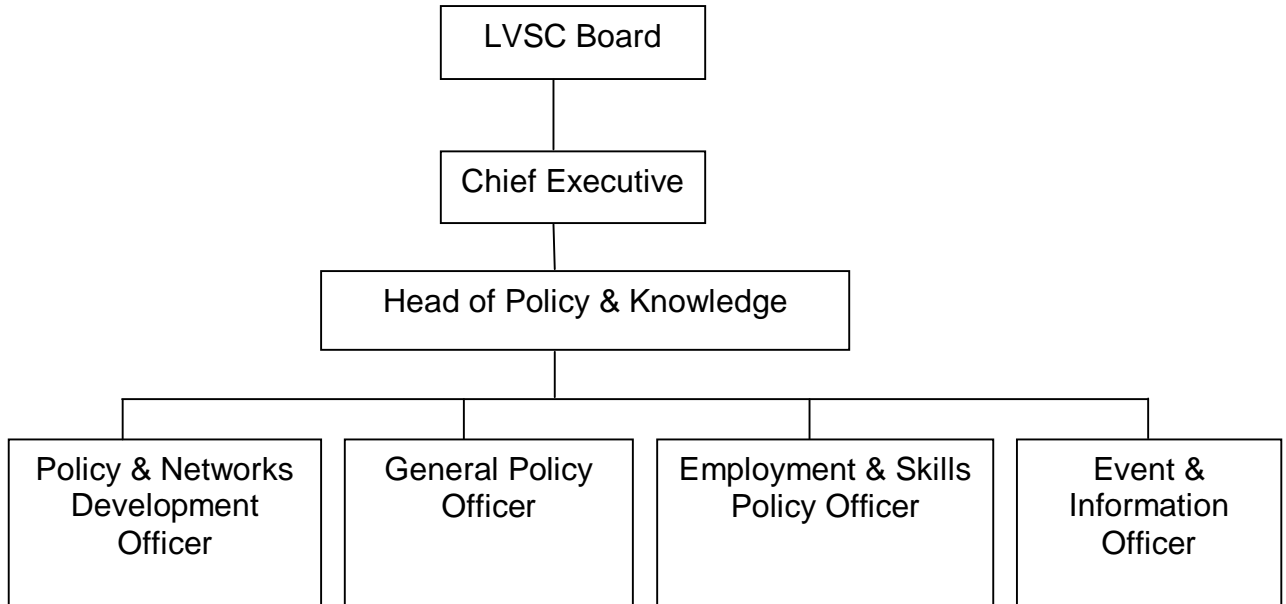 LVSC Board
Chief Executive
Head of Policy & Knowledge
Policy & Networks
Development
Officer
General Policy
Officer
Employment & Skills
Policy Officer
Event &
Information
Officer